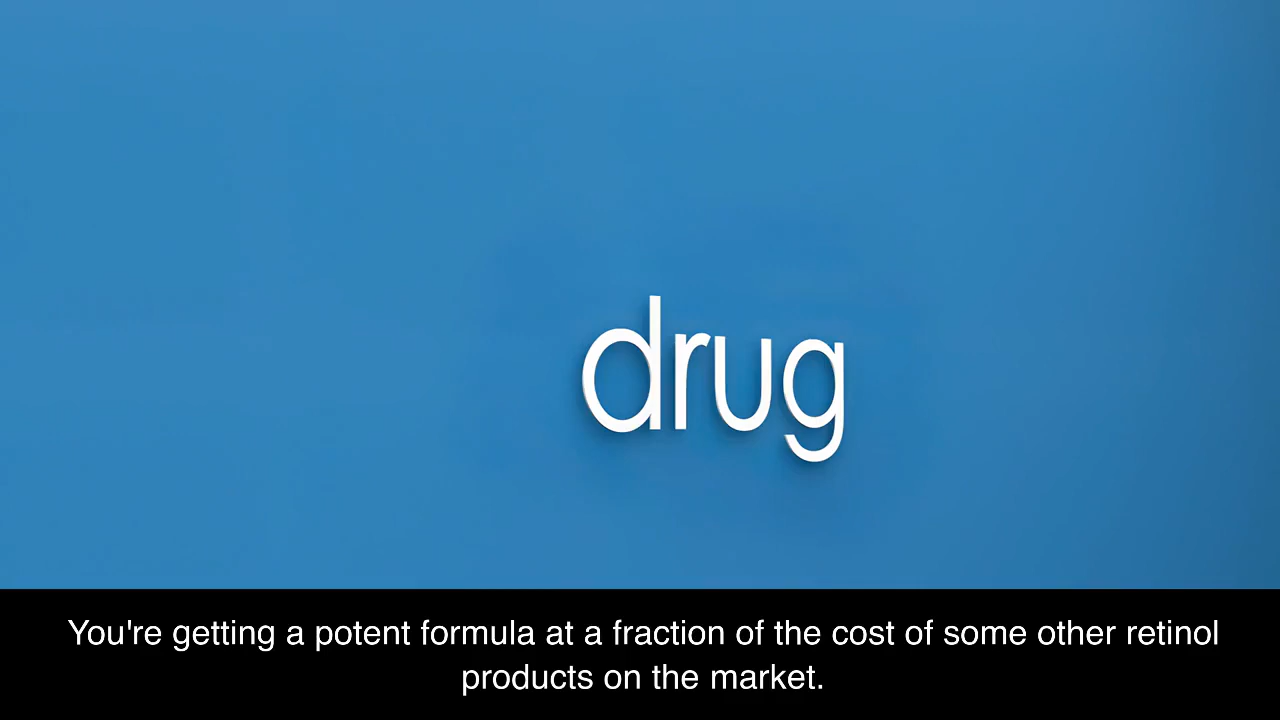 drug
You're getting a potent formula at a fraction of the cost of some other retinol
products on the market.